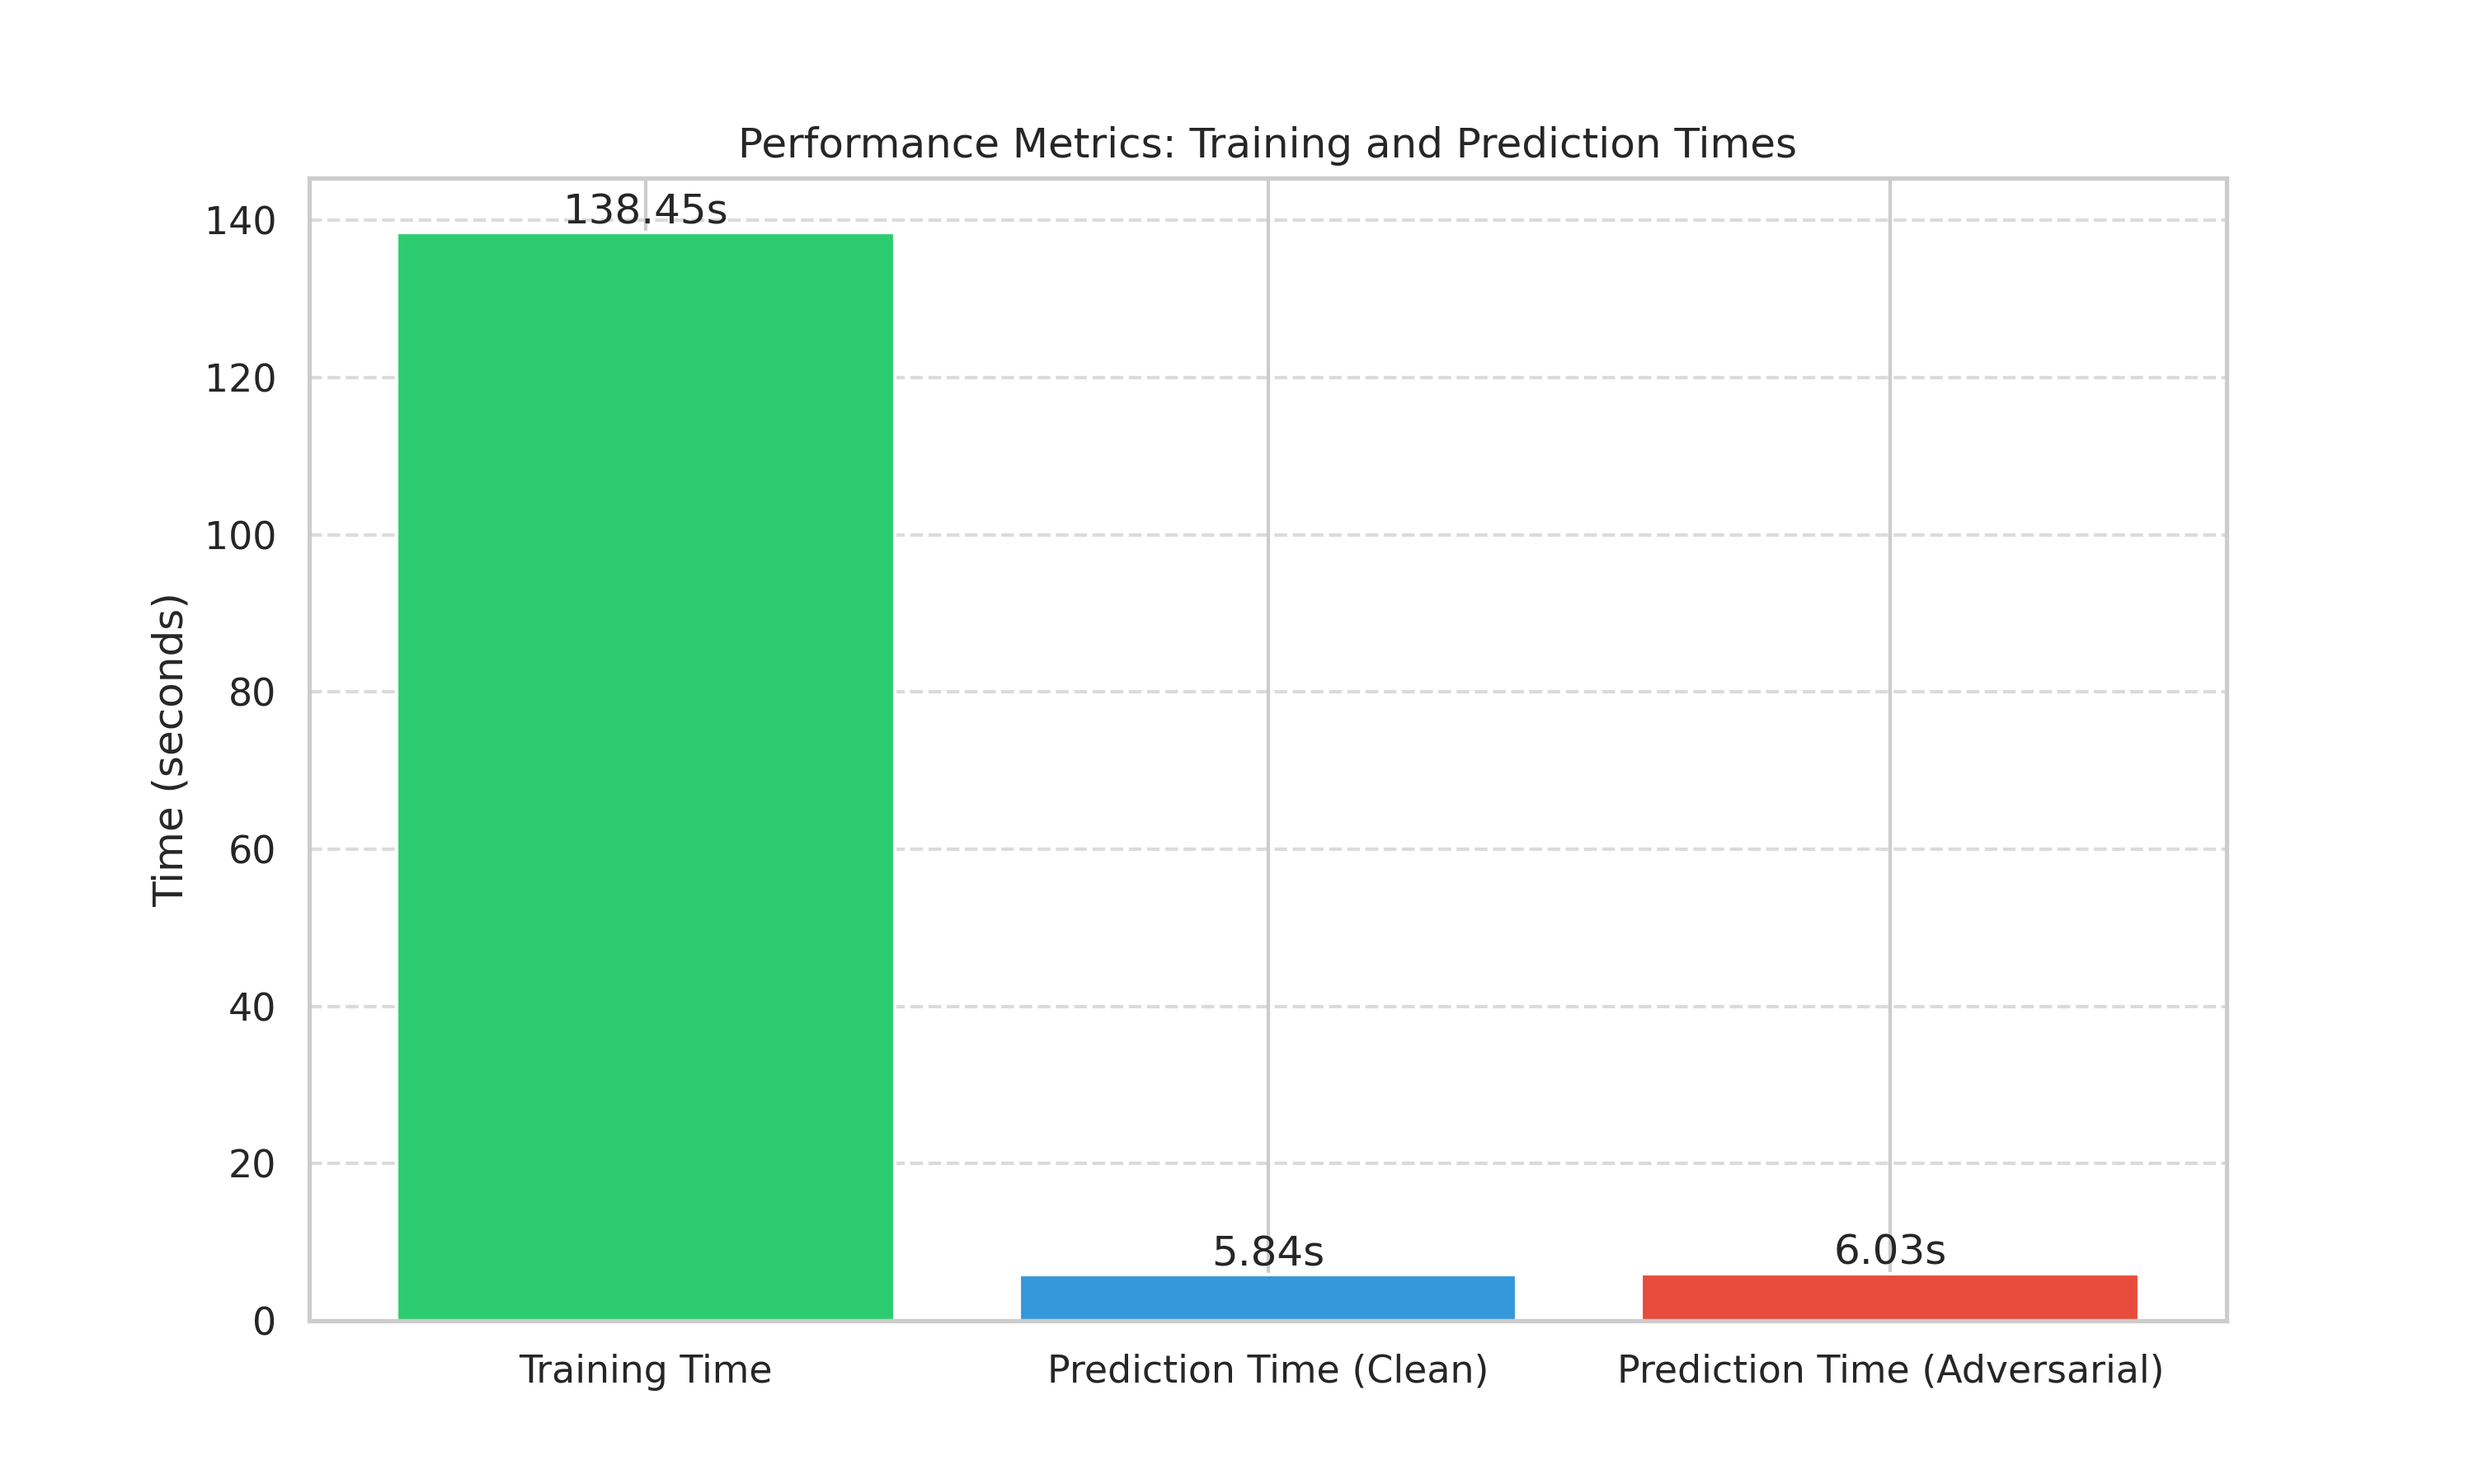 Performance Metrics: Training and Prediction Times
138.45s
140
120
100
80
60
40
20
0
Time (seconds)
5.84s
6.03s
Training Time
Prediction Time (Clean)
Prediction Time (Adversarial)